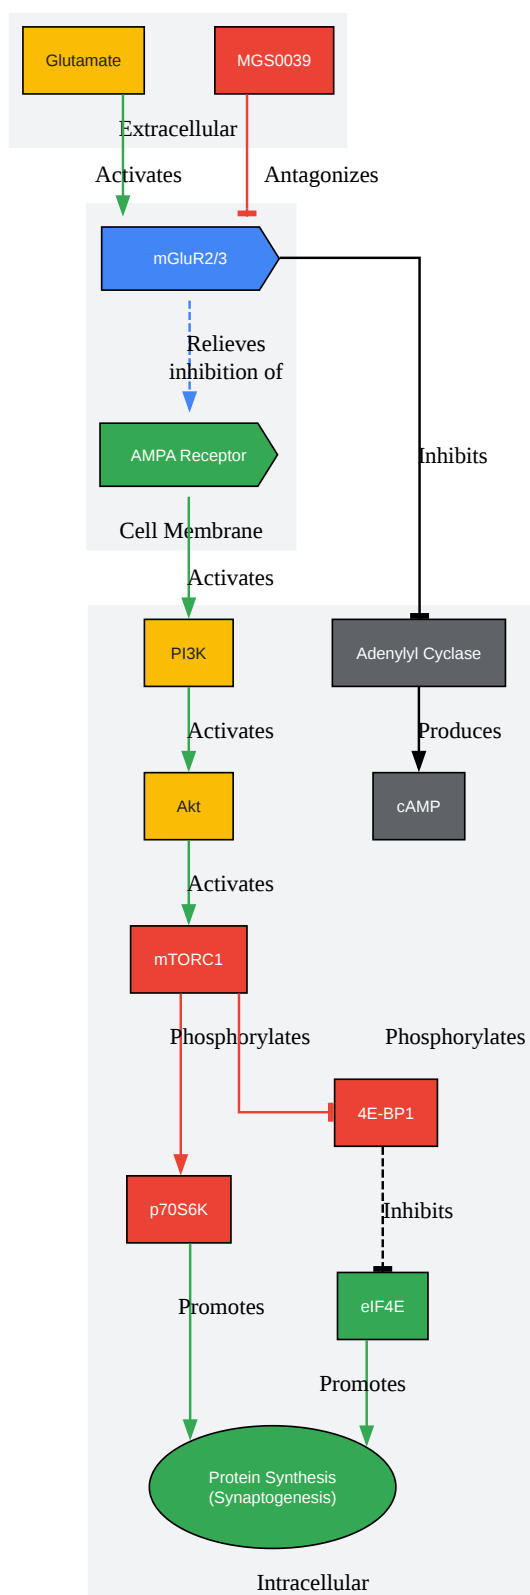 Glutamate
MGS0039
Extracellular
Activates
Antagonizes
mGluR2/3
Relieves
inhibition of
AMPA Receptor
Inhibits
Cell Membrane
Activates
PI3K
Adenylyl Cyclase
Activates
Produces
Akt
cAMP
Activates
mTORC1
Phosphorylates
Phosphorylates
4E-BP1
p70S6K
Inhibits
Promotes
eIF4E
Promotes
Protein Synthesis
(Synaptogenesis)
Intracellular